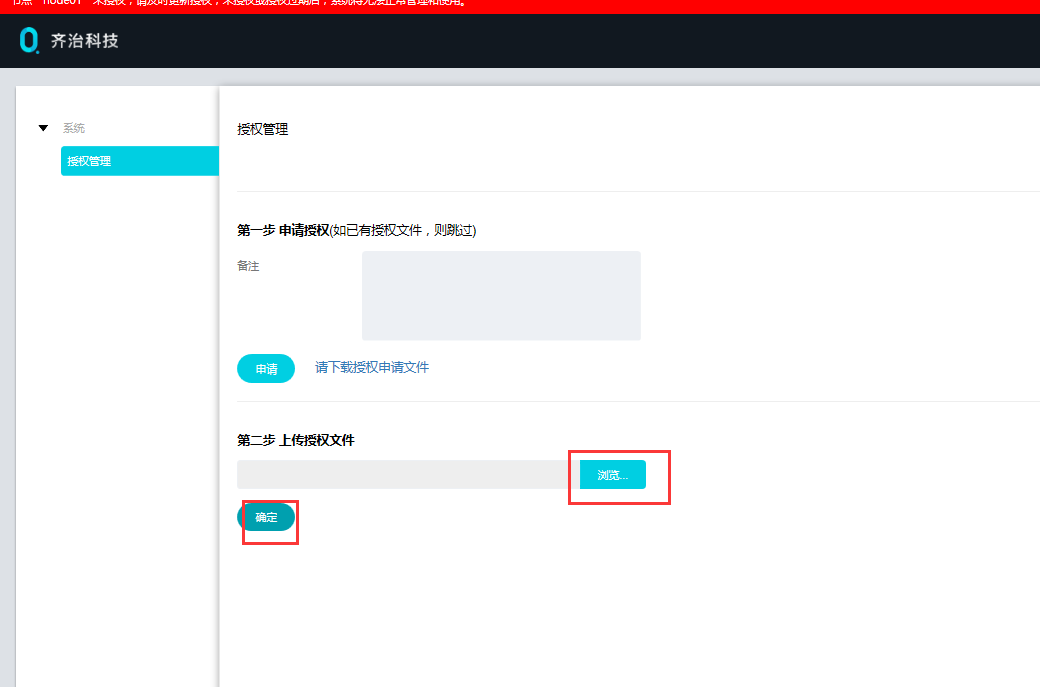 节点 "node01" 未授权，请及时更新授权，未授权或授权过期后，系统将无法正常管理和使用。
齐治科技
系统
授权管理
授权管理
第一步 申请授权(如已有授权文件，则跳过)
备注
申请 请下载授权申请文件
第二步 上传授权文件
浏览...
确定